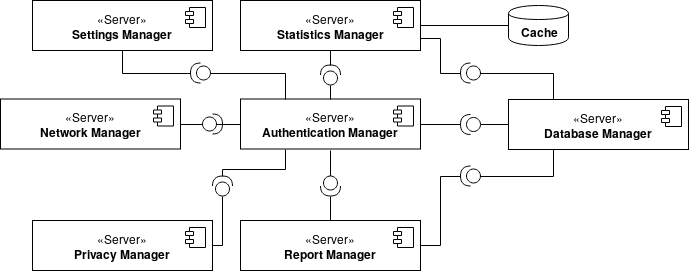 «Server»
Settings Manager
«Server»
Statistics Manager
Cache
«Server»
Network Manager
«Server»
Authentication Manager
«Server»
Database Manager
«Server»
Privacy Manager
«Server»
Report Manager